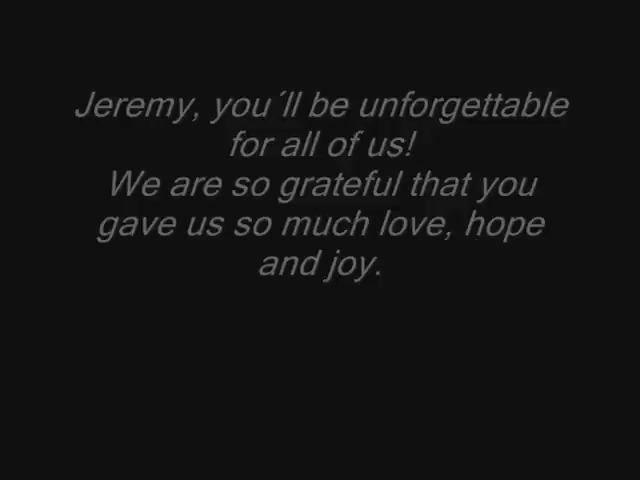 Jeremy, you´ll be unforgettable
for all of us!
We are so grateful that you
gave us so much love, hope
and joy.